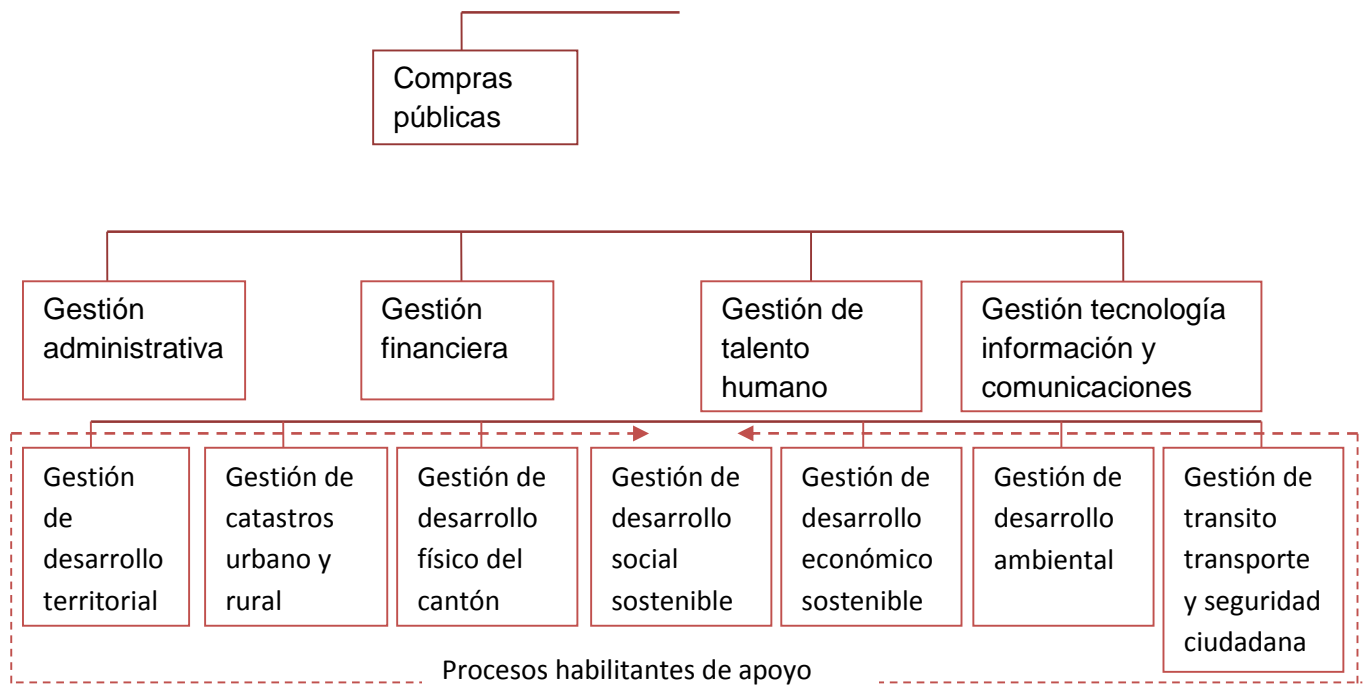 Compras
públicas
Gestión
administrativa
Gestión
financiera
Gestión de
talento
humano
Gestión tecnología
información y
comunicaciones
Gestión
de
desarrollo
territorial
Gestión de
catastros
urbano y
rural
Gestión de
desarrollo
físico del
cantón
Gestión de
desarrollo
social
sostenible
Gestión de
desarrollo
económico
sostenible
Gestión de
desarrollo
ambiental
Gestión de
transito
transporte
y seguridad
ciudadana
Procesos habilitantes de apoyo